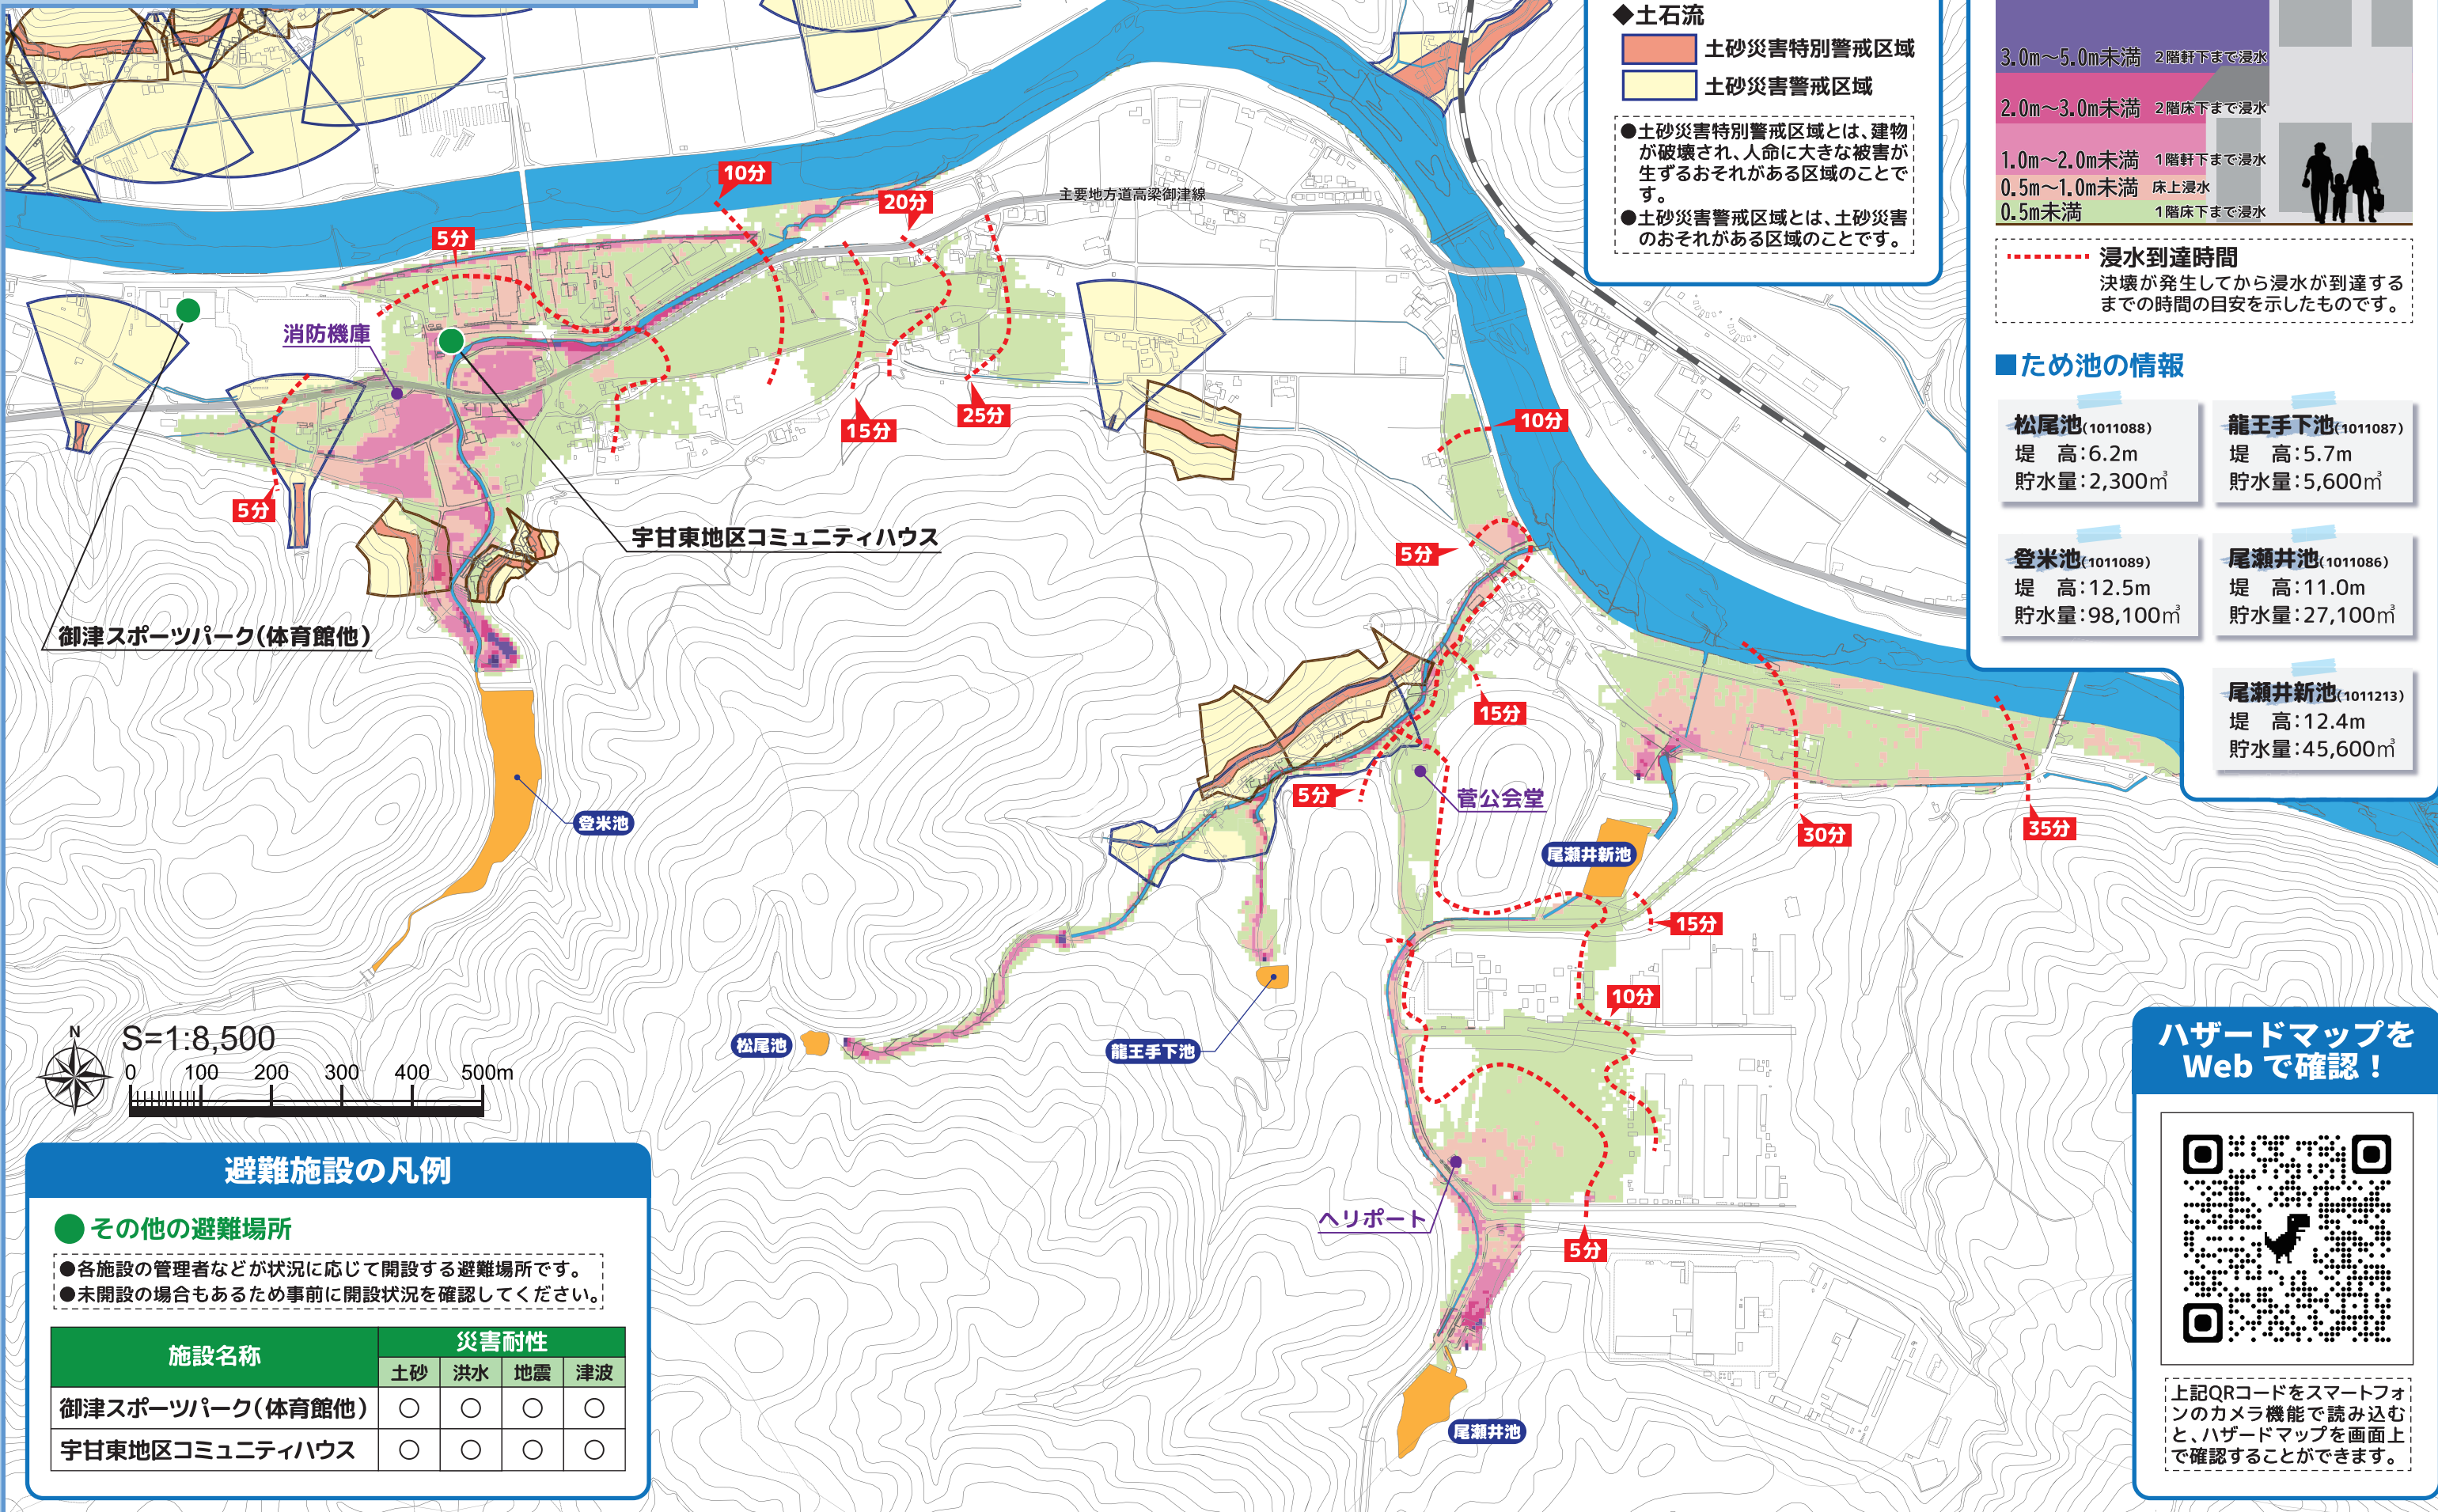 ◆土石流
土砂災害特別警戒区域
土砂災害警戒区域
●土砂災害特別警戒区域とは、建物
が破壊され、人命に大きな被害が
生ずるおそれがある区域のことで
す。
●土砂災害警戒区域とは、土砂災害
のおそれがある区域のことです。
3.0m～5.0m未満 2階軒下まで浸水
2.0m～3.0m未満 2階床下まで浸水
1.0m～2.0m未満 1階軒下まで浸水
0.5m～1.0m未満 床上浸水
0.5m未満 1階床下まで浸水
浸水到達時間
決壊が発生してから浸水が到達する
までの時間の目安を示したものです。
■ため池の情報
松尾池(1011088)
堤 高:6.2m
貯水量:2,300㎥
龍王手下池(1011087)
堤 高:5.7m
貯水量:5,600㎥
登米池(1011089)
堤 高:12.5m
貯水量:98,100㎥
尾瀬井池(1011086)
堤 高:11.0m
貯水量:27,100㎥
尾瀬井新池(1011213)
堤 高:12.4m
貯水量:45,600㎥
10分
20分
主要地方道高梁御津線
5分
消防機庫
15分
25分
10分
5分
宇甘東地区コミュニティハウス
5分
御津スポーツパーク(体育館他)
15分
5分
菅公会堂
登米池
尾瀬井新池
30分
35分
15分
10分
松尾池
龍王手下池
ヘリポート
5分
尾瀬井池
N
S=1:8,500
0 100 200 300 400 500m
避難施設の凡例
●その他の避難場所
●各施設の管理者などが状況に応じて開設する避難場所です。
●未開設の場合もあるため事前に開設状況を確認してください。
施設名称 災害耐性
土砂 洪水 地震 津波
御津スポーツパーク(体育館他) ○ ○ ○ ○
宇甘東地区コミュニティハウス ○ ○ ○ ○
ハザードマップを
Web で確認！
上記QRコードをスマートフォ
ンのカメラ機能で読み込む
と、ハザードマップを画面上
で確認することができます。